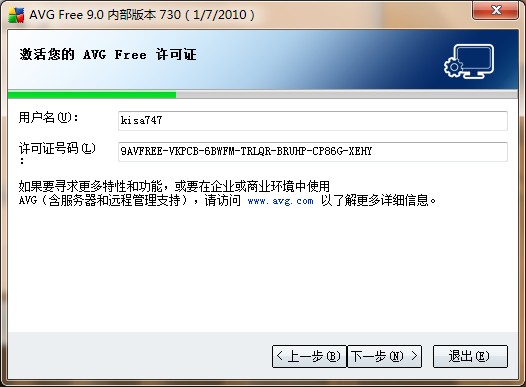 AVG Free 9.0 内部版本 730 ( 1/7/2010 )
激活您的 AVG Free 许可证
用户名(U):
kisa747
许可证号码(L)
:
9AVFREE-VKPCB-6BWFM-TRLQR-BRUHP-CP86G-XEHY
如果要寻求更多特性和功能，或要在企业或商业环境中使用
AVG（含服务器和远程管理支持），请访问 www.avg.com 以了解更多详细信息。
< 上一步(B) 下一步(N) > 退出(E)